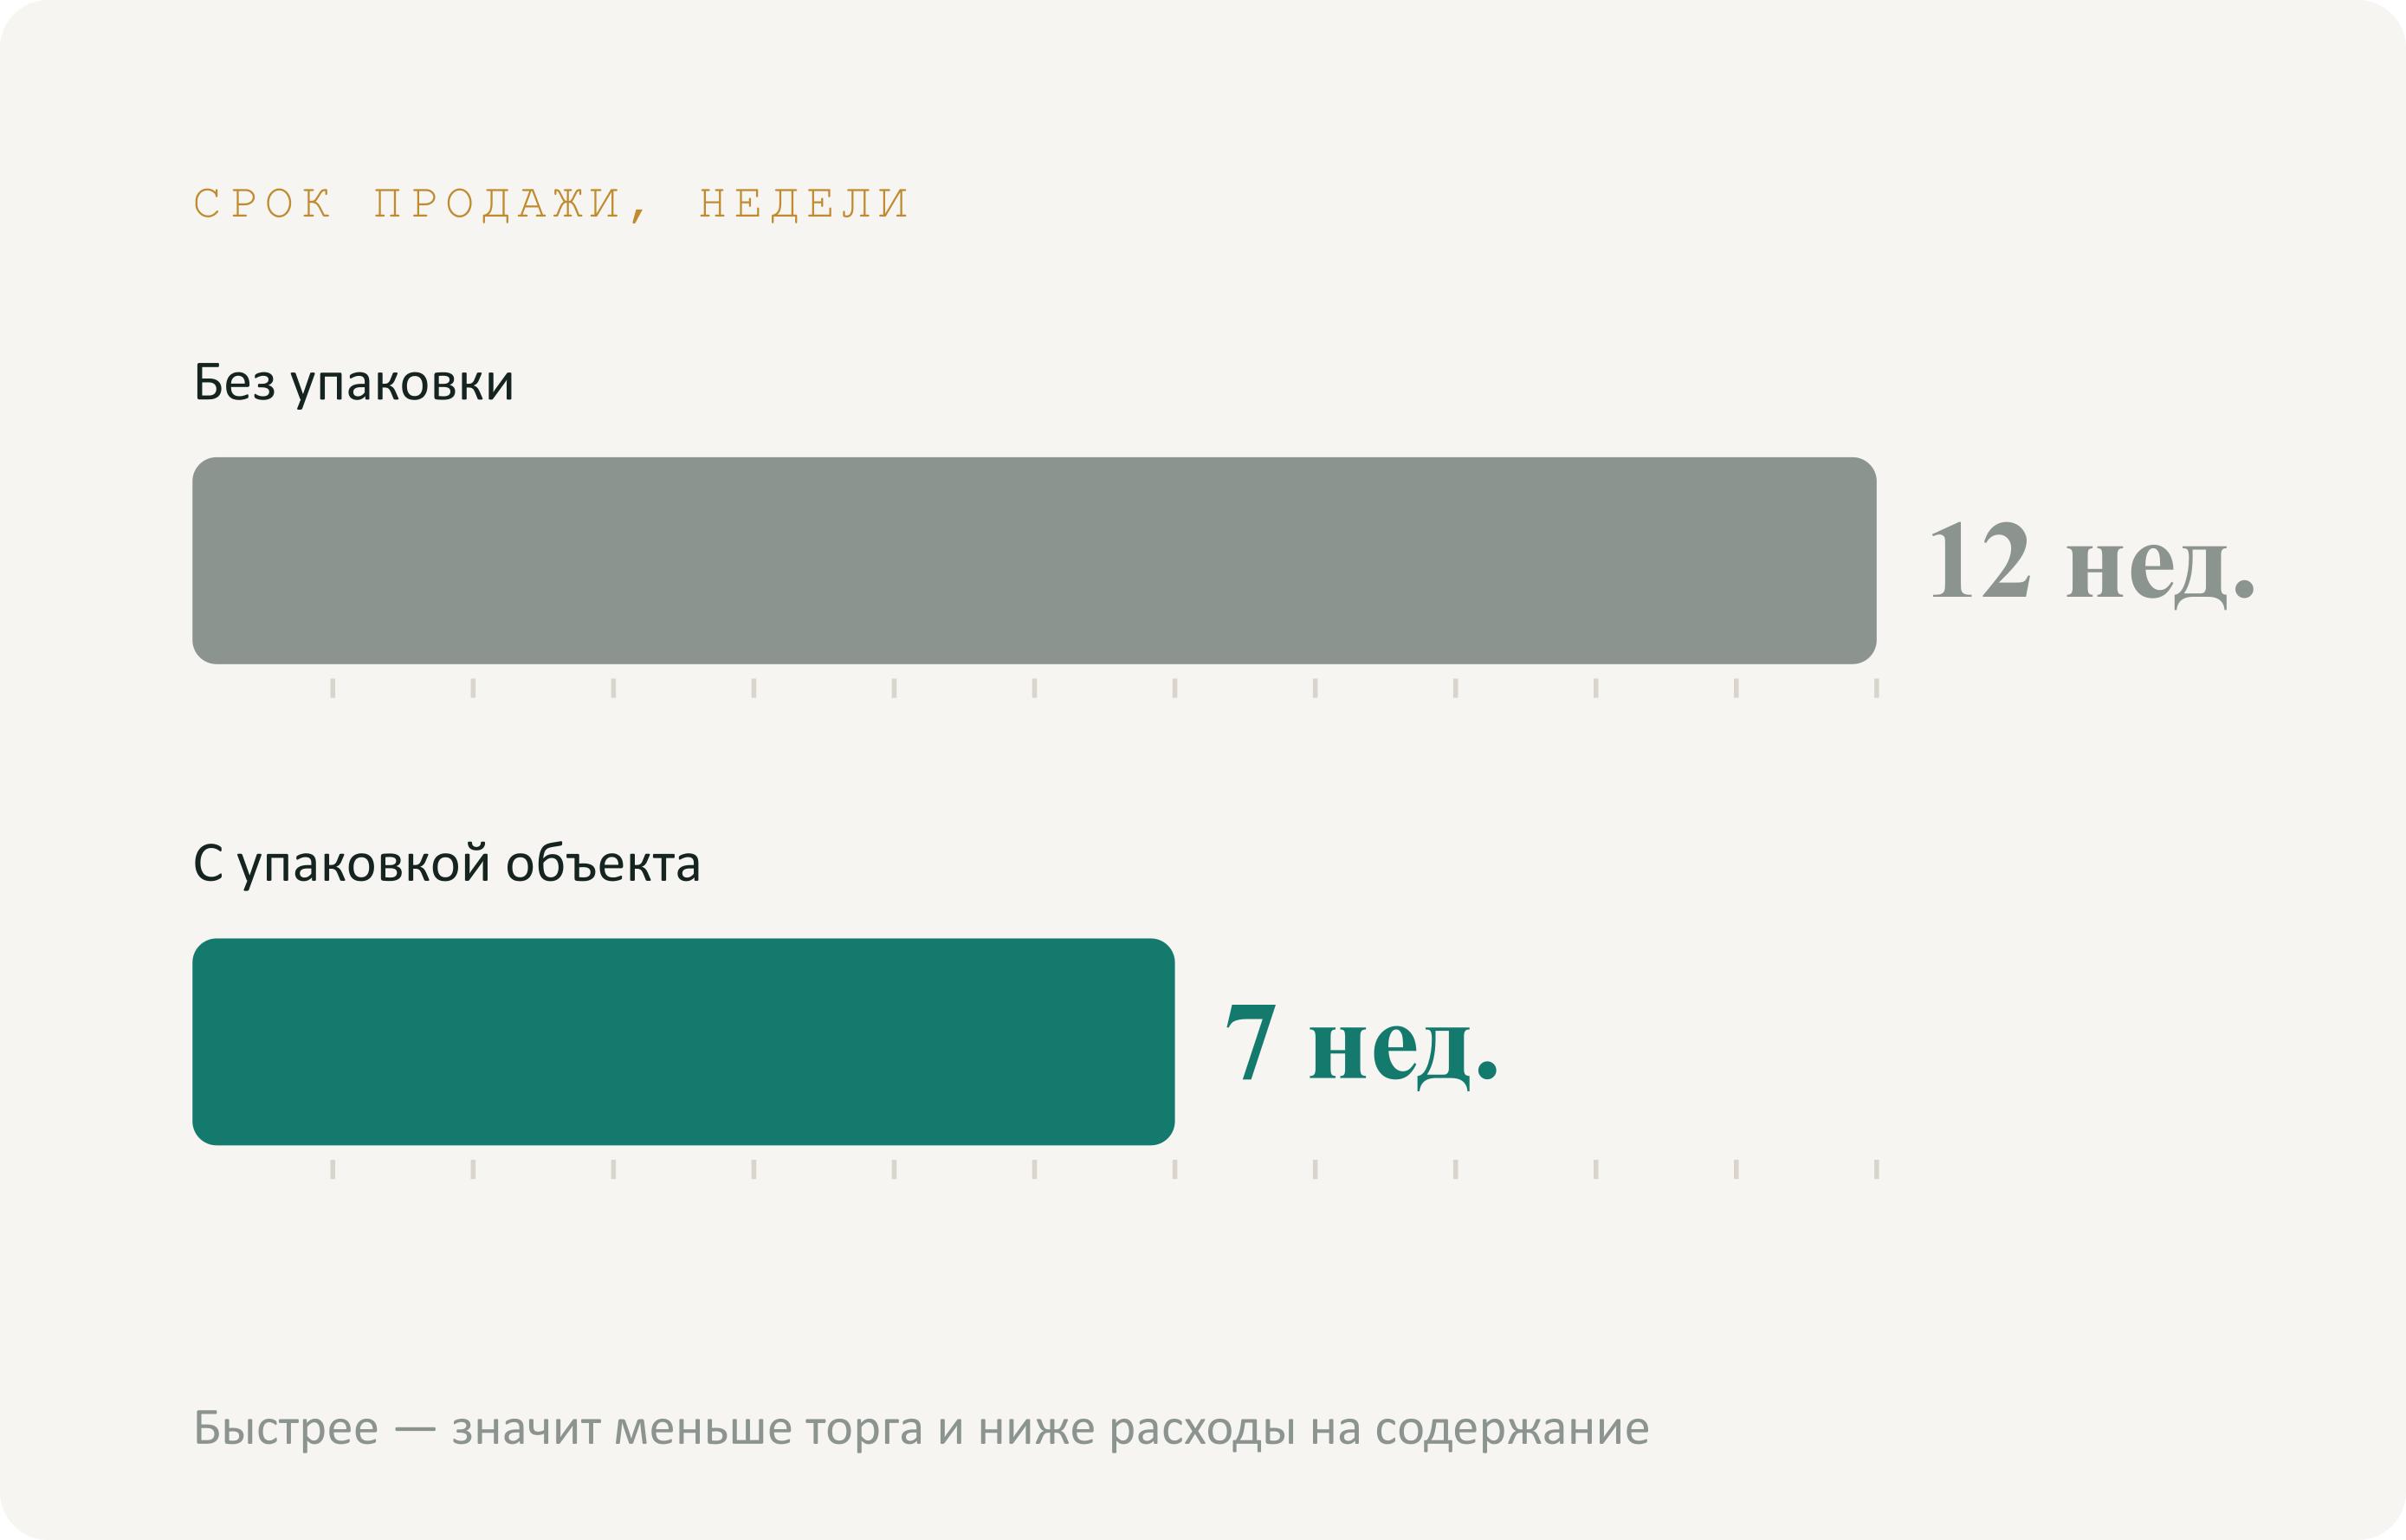 СРОК ПРОДАЖИ, НЕДЕЛИ
Без упаковки
12 нед.
С упаковкой объекта
7 нед.
Быстрее — значит меньше торга и ниже расходы на содержание